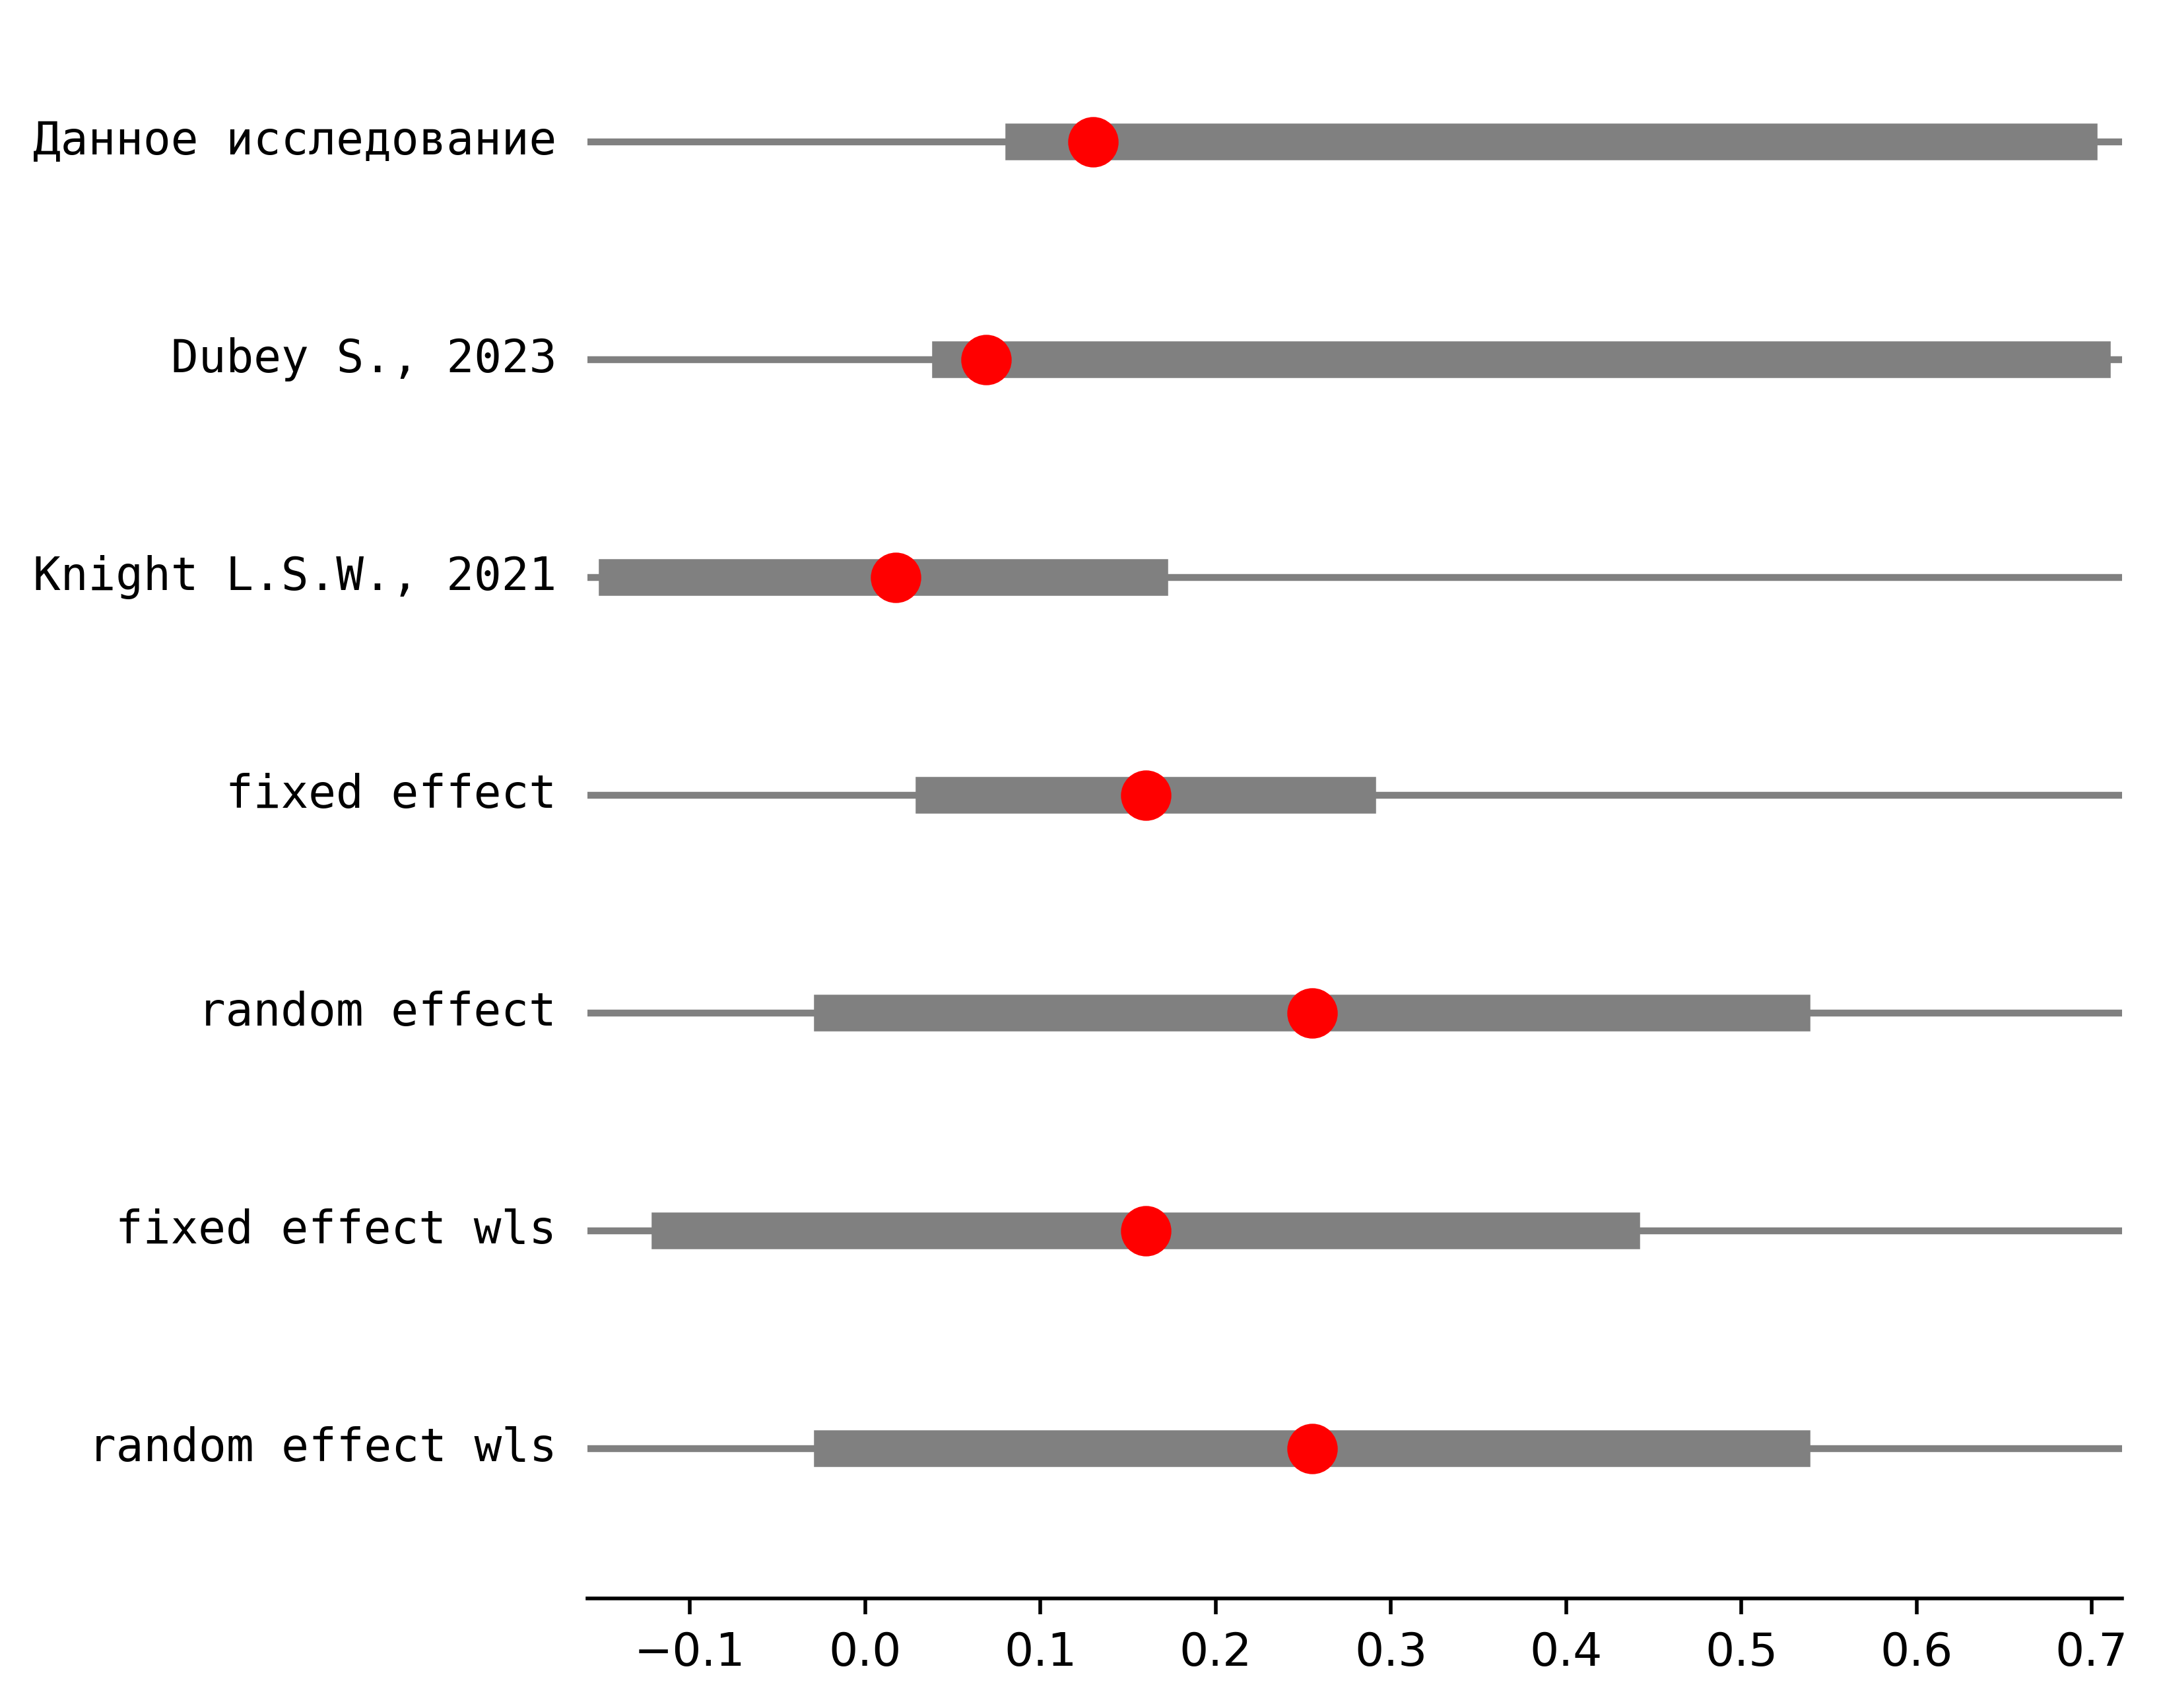 Данное исследование
Dubey S., 2023
Knight L.S.W., 2021
fixed effect
random effect
fixed effect wls
random effect wls
−0.1 0.0 0.1 0.2 0.3 0.4 0.5 0.6 0.7